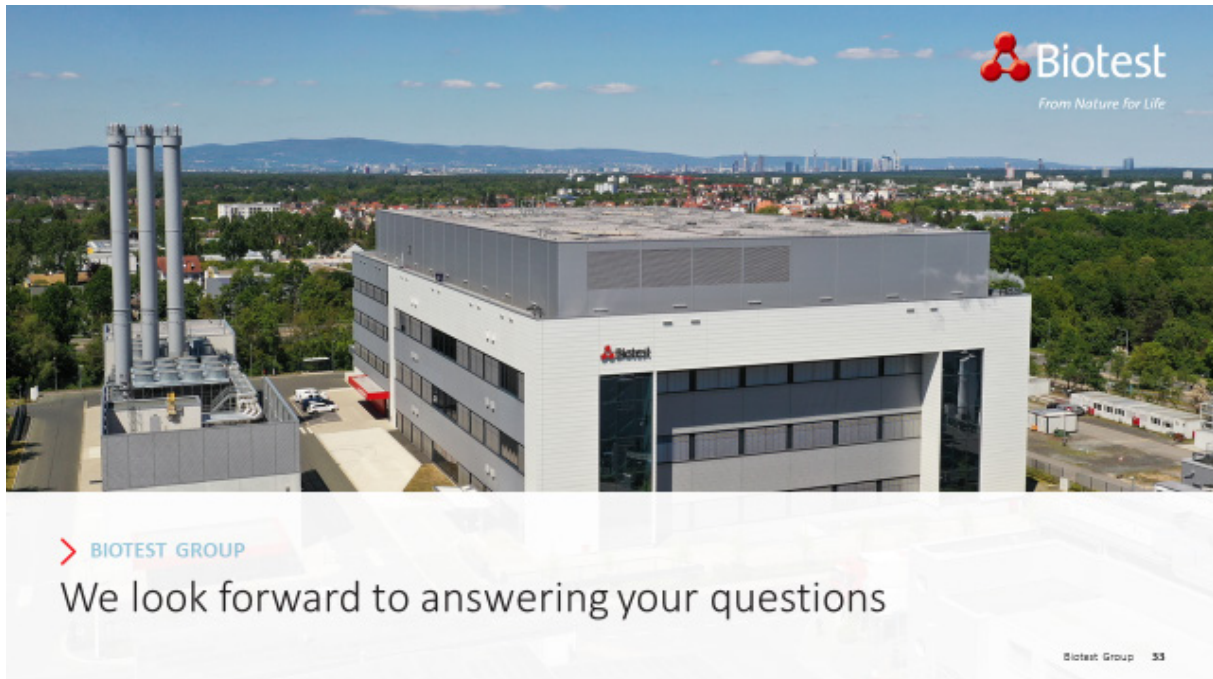 Biotest
From Nature for Life
Biotest
BIOTEST GROUP
We look forward to answering your questions
Biotest Group 33